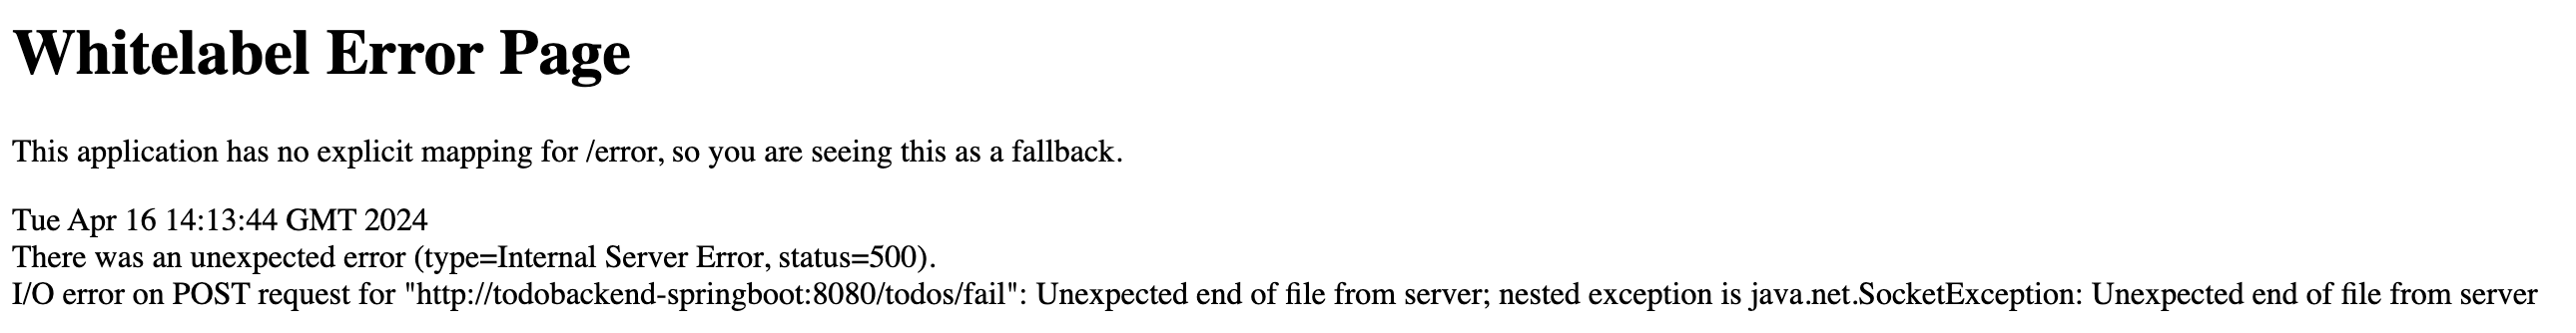 Whitelabel Error Page
This application has no explicit mapping for /error, so you are seeing this as a fallback.
Tue Apr 16 14:13:44 GMT 2024
There was an unexpected error (type=Internal Server Error, status=500).
I/O error on POST request for "http://todobackend-springboot:8080/todos/fail": Unexpected end of file from server; nested exception is java.net.SocketException: Unexpected end of file from server